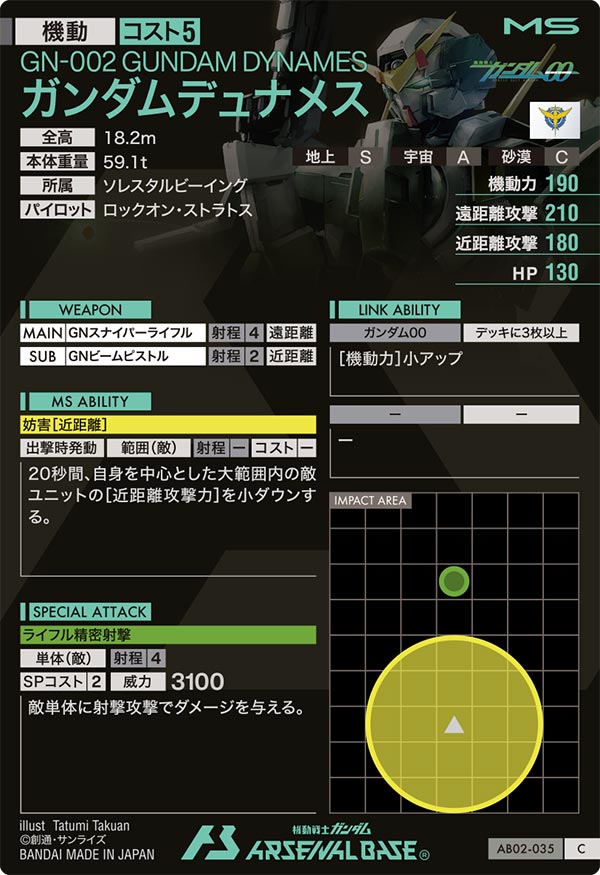 機動 コスト5 MS
GN-002 GUNDAM DYNAMES
ガンダムデュナメス
ガンダム00
全高 18.2m
本体重量 59.1t
地上 S 宇宙 A 砂漠 C
所属 ソレスタルビーイング
機動力 190
パイロット ロックオン・ストラトス
遠距離攻撃 210
近距離攻撃 180
HP 130
WEAPON
MAIN GNスナイパーライフル 射程 4 遠距離
SUB GNビームピストル 射程 2 近距離
LINK ABILITY
ガンダム00 デッキに3枚以上
[機動力]小アップ
ー ー
ー
MS ABILITY
妨害[近距離]
出撃時発動 範囲(敵) 射程 ー コスト ー
20秒間、自身を中心とした大範囲内の敵
ユニットの[近距離攻撃力]を小ダウンす
る。
IMPACT AREA
SPECIAL ATTACK
ライフル精密射撃
単体(敵) 射程 4
SPコスト 2 威力 3100
敵単体に射撃攻撃でダメージを与える。
illust Tatumi Takuan
©創通・サンライズ
BANDAI MADE IN JAPAN
機動戦士ガンダム
ARSENAL BASE®
AB02-035 C